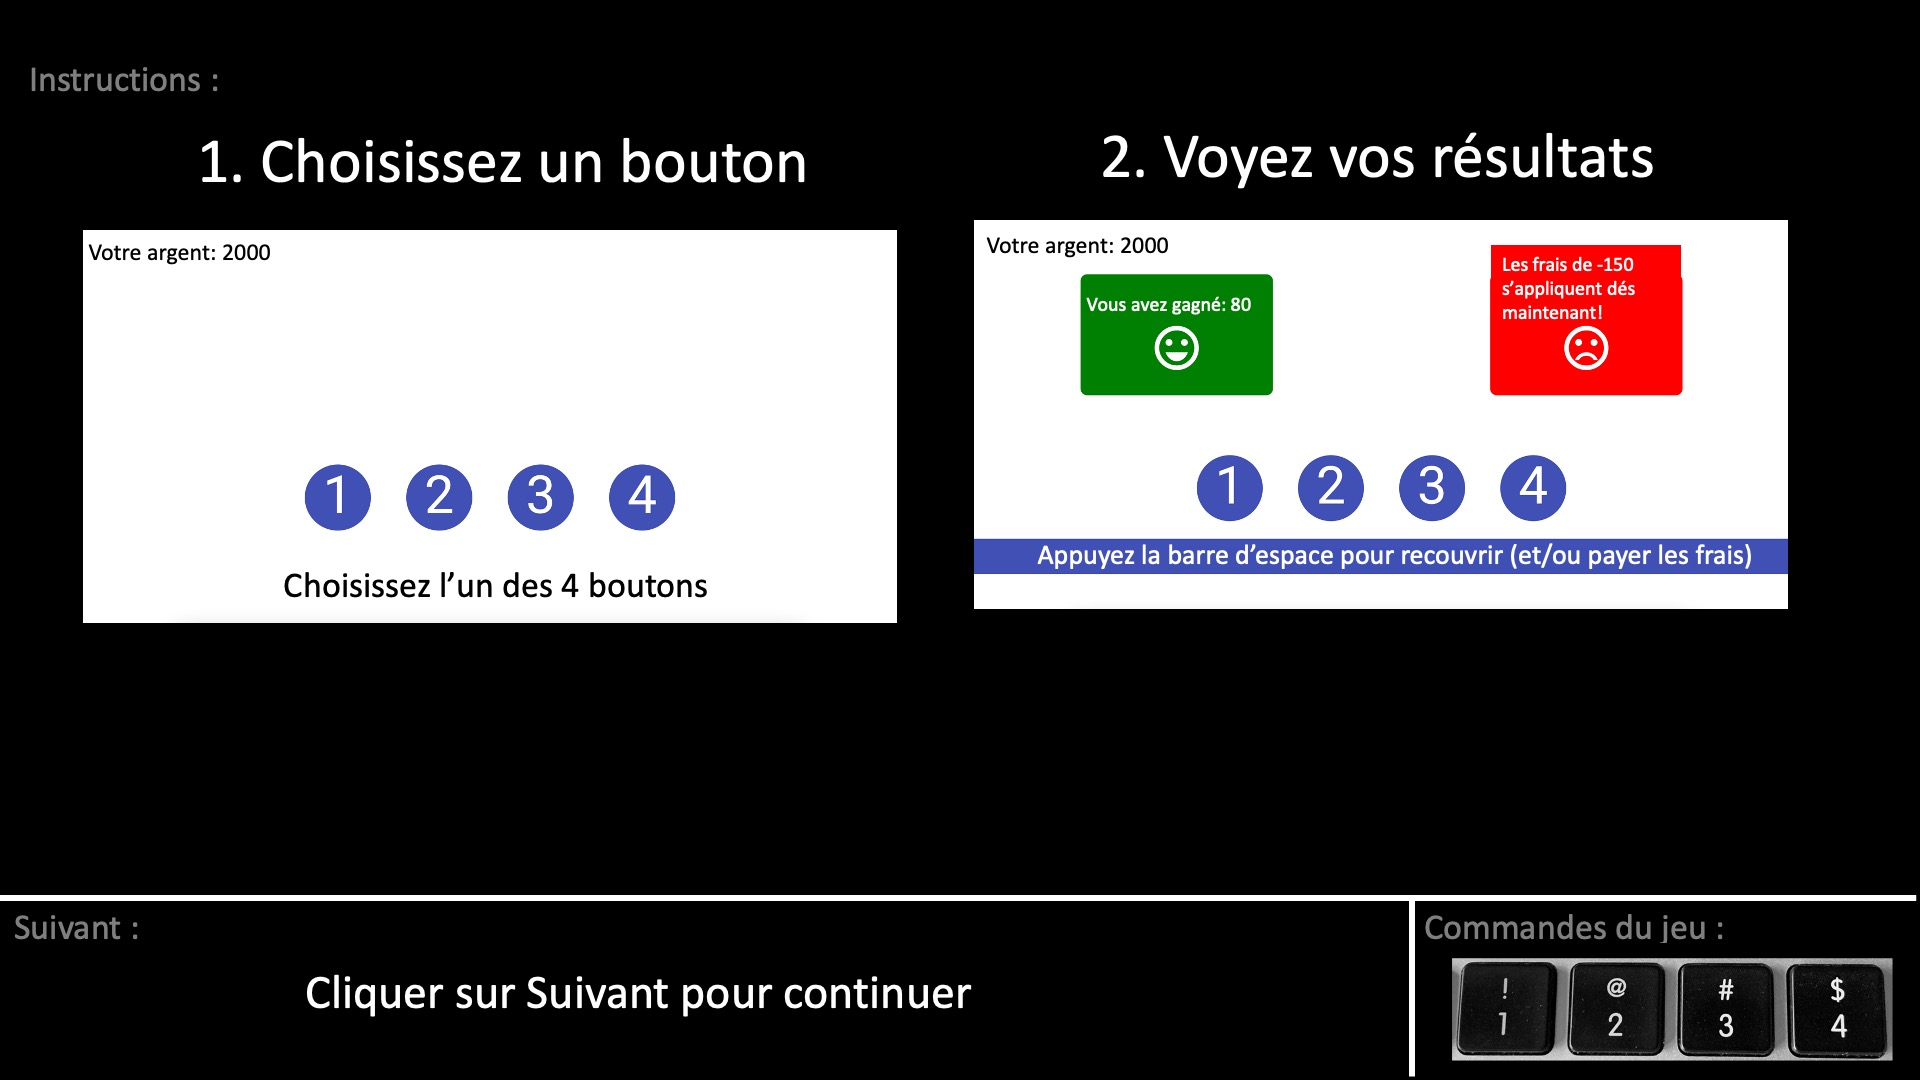 Instructions :
1. Choisissez un bouton
Votre argent: 2000
1 2 3 4
Choisissez l’un des 4 boutons
2. Voyez vos résultats
Votre argent: 2000
Vous avez gagné: 80
Les frais de -150
s’appliquent dés
maintenant!
1 2 3 4
Appuyez la barre d’espace pour recouvrir (et/ou payer les frais)
Suivant :
Cliquer sur Suivant pour continuer
Commandes du jeu :
! @ # $
1 2 3 4